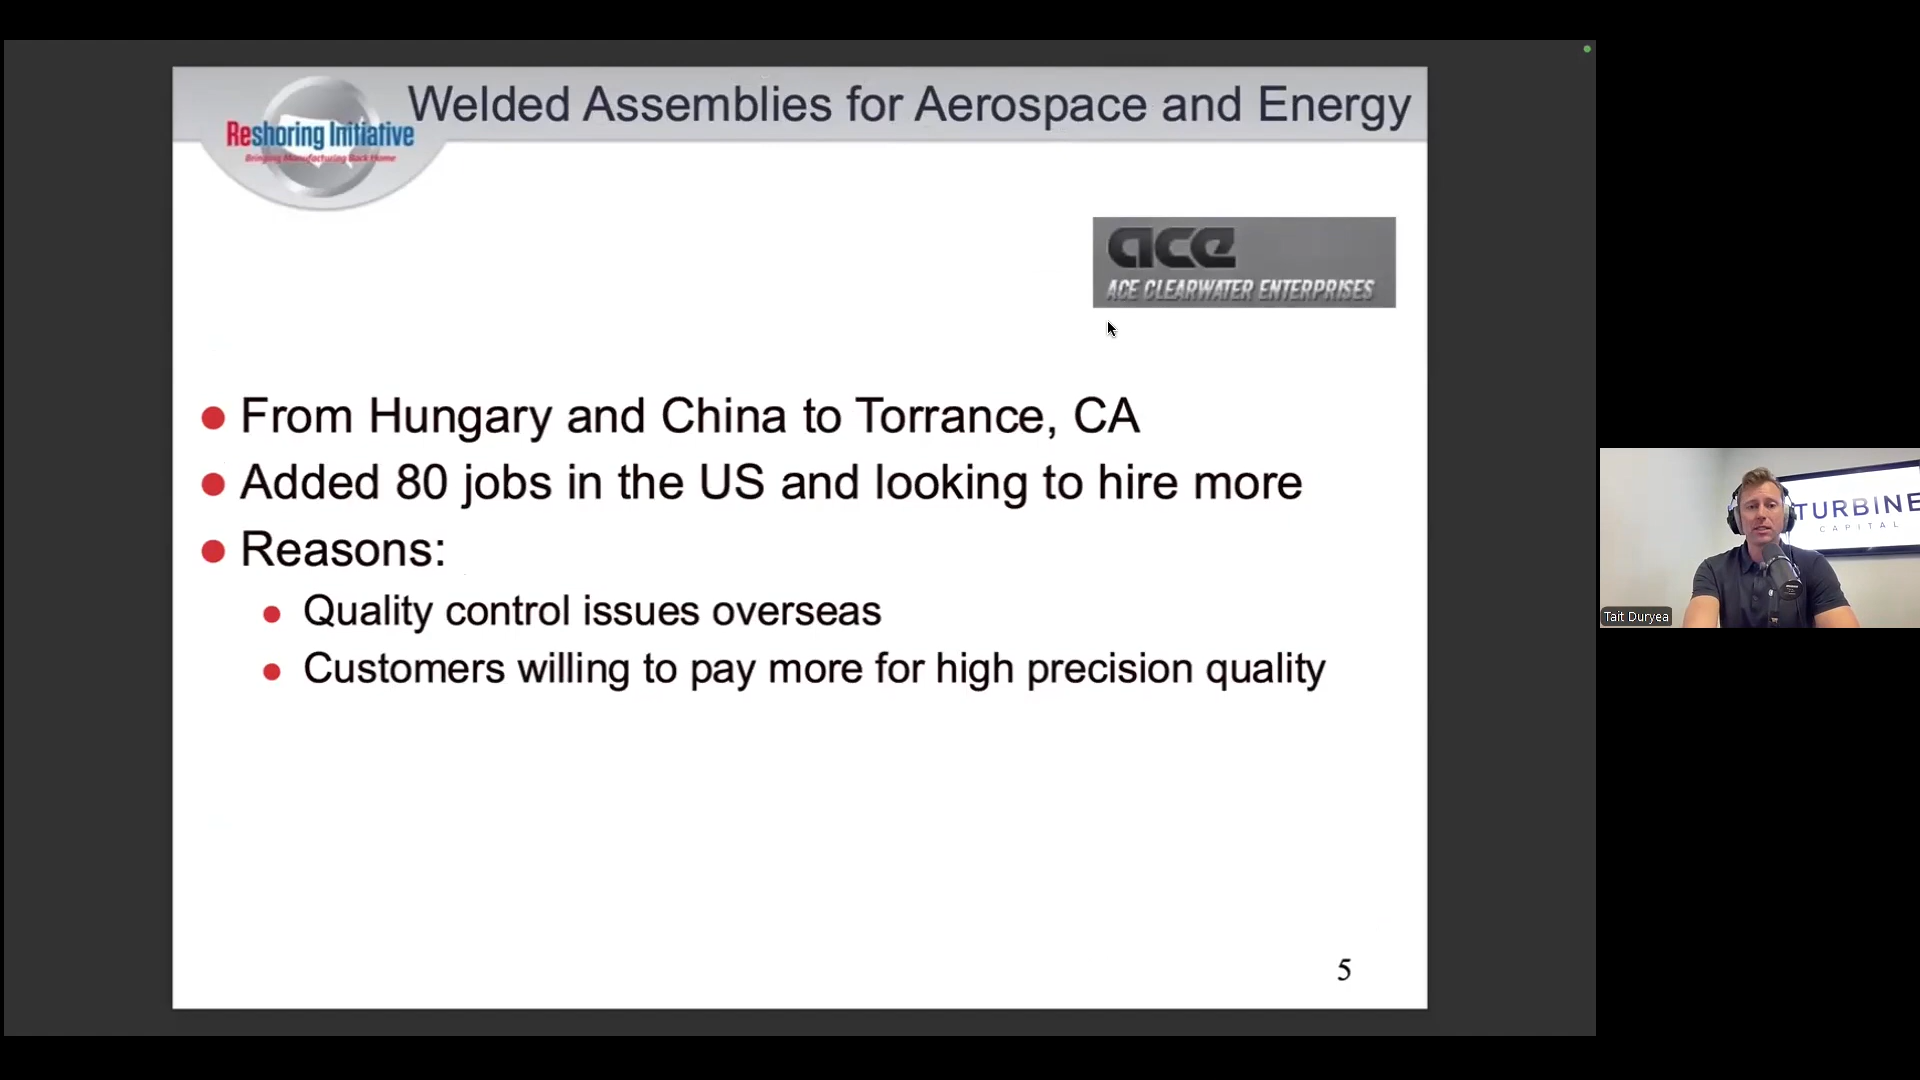 Welded Assemblies for Aerospace and Energy
Reshoring Initiative
Bringing Manufacturing Back Home
ace
ACE CLEARWATER ENTERPRISES
From Hungary and China to Torrance, CA
Added 80 jobs in the US and looking to hire more
Reasons:
Quality control issues overseas
Customers willing to pay more for high precision quality
5
TURBINE
CAPITAL
Tait Duryea